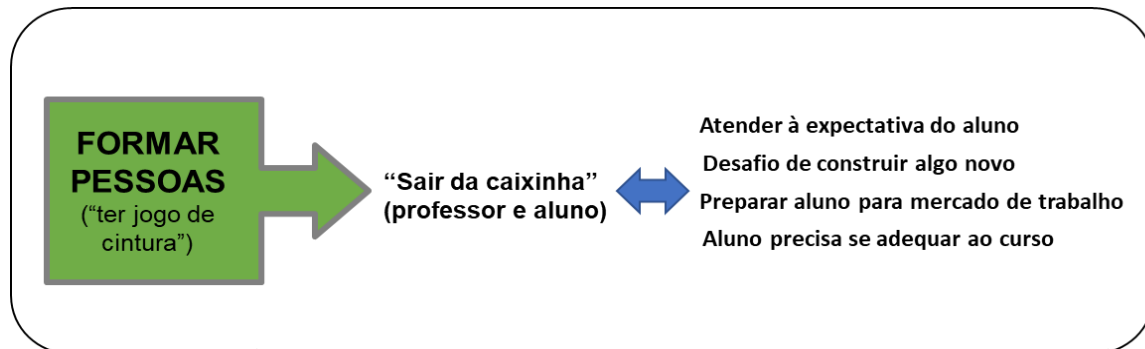 FORMAR
PESSOAS
(“ter jogo de
cintura”)
“Sair da caixinha”
(professor e aluno)
Atender à expectativa do aluno
Desafio de construir algo novo
Preparar aluno para mercado de trabalho
Aluno precisa se adequar ao curso